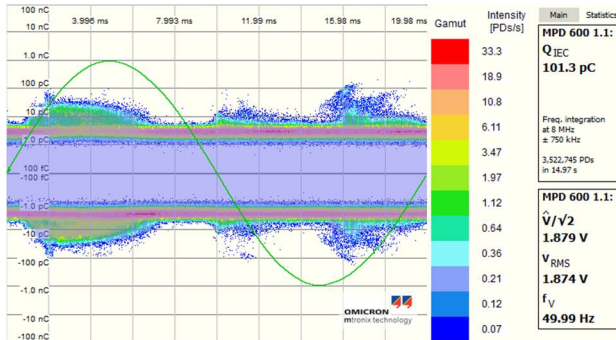 100 nC
3.996 ms 7.993 ms 11.99 ms 15.98 ms 19.98 ms
10 nC
1.0 nC
100 pC
10 pC
1.0 pC
100 fC
-100 fC
-1.0 pC
-10 pC
-100 pC
-1.0 nC
-10 nC
-100 nC
OMICRON
mtronix technology
Gamut
Intensity
[PDs/s]
33.3
18.9
10.8
6.11
3.47
1.97
1.12
0.64
0.36
0.21
0.12
0.07
Main Statistics
MPD 600 1.1:
Q IEC
101.3 pC
Freq. integration
at 8 MHz
± 750 kHz
3,522,745 PDs
in 14.97 s
MPD 600 1.1:
V̂/√2
1.879 V
V RMS
1.874 V
f V
49.99 Hz